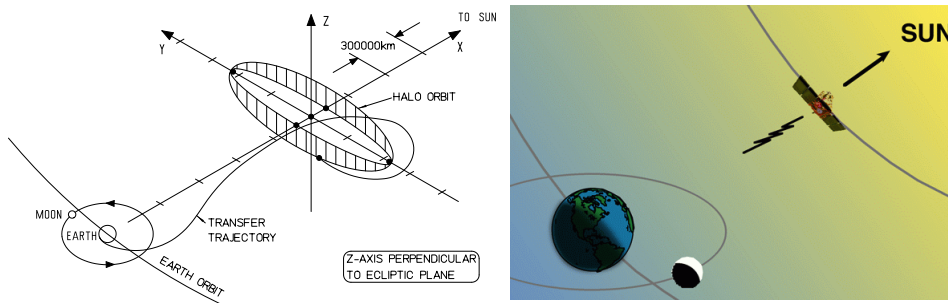 Z
TO SUN
X
Y
300000km
HALO ORBIT
MOON
EARTH
TRANSFER
TRAJECTORY
EARTH ORBIT
Z-AXIS PERPENDICULAR
TO ECLIPTIC PLANE
SUN